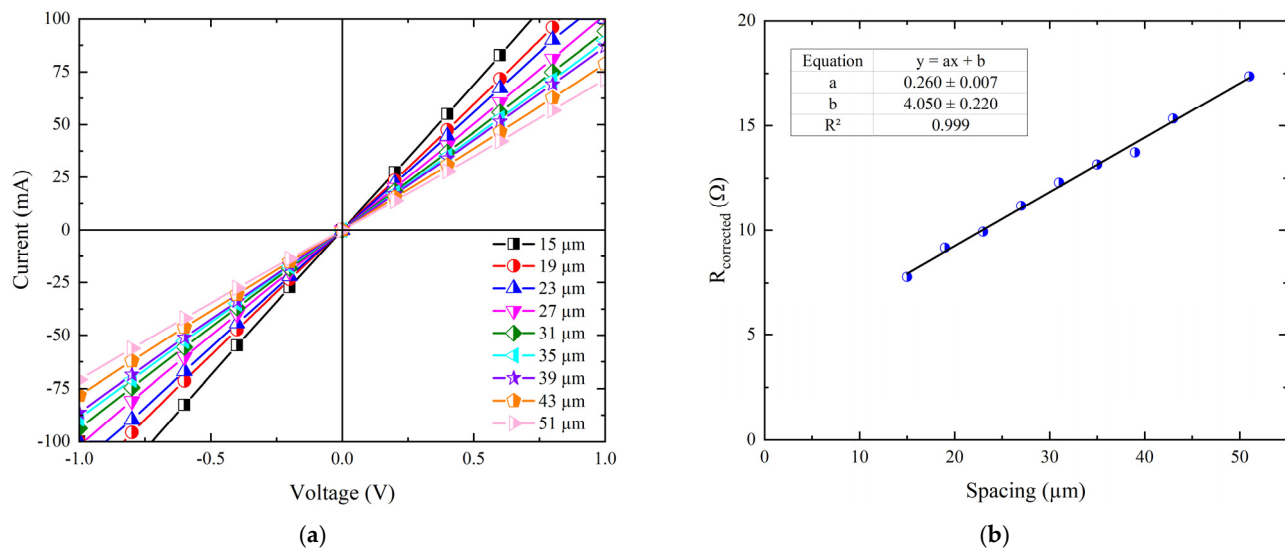 100
75
50
25
0
-25
-50
-75
-100
Current (mA)
-1.0 -0.5 0.0 0.5 1.0
Voltage (V)
15 µm
19 µm
23 µm
27 µm
31 µm
35 µm
39 µm
43 µm
51 µm
(a)
20
15
10
5
0
R_corrected (Ω)
Equation y = ax + b
a 0.260 ± 0.007
b 4.050 ± 0.220
R² 0.999
0 10 20 30 40 50
Spacing (µm)
(b)